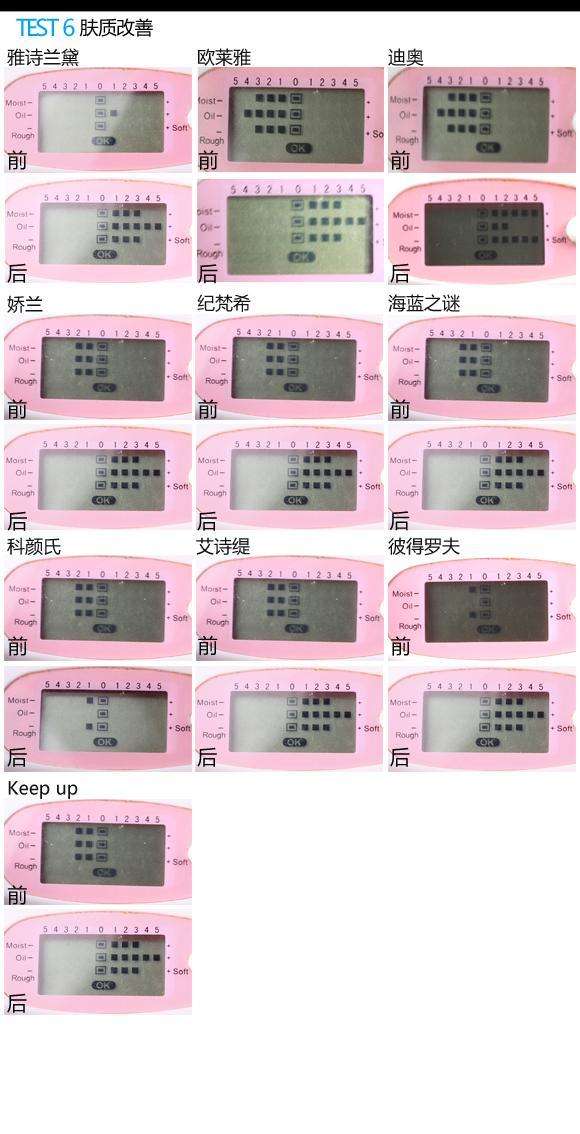 TEST 6 肤质改善
雅诗兰黛
5 4 3 2 1 0 1 2 3 4 5
Moist− +
Oil− +
− + Soft
Rough
OK
前
5 4 3 2 1 0 1 2 3 4 5
Moist− +
Oil− +
− + Soft
Rough
OK
后
欧莱雅
5 4 3 2 1 0 1 2 3 4 5
Moist− +
Oil− +
− + So
Rough
OK
前
5 4 3 2 1 0 1 2 3 4 5
oist−
Oil−
Rough
OK
后
迪奥
5 4 3 2 1 0 1 2 3 4 5
Moist− +
Oil− +
− + Soft
Rough
OK
前
5 4 3 2 1 0 1 2 3 4 5
Moist− +
Oil− +
− + Soft
Rough
OK
后
娇兰
5 4 3 2 1 0 1 2 3 4 5
Moist−
Oil−
− + Soft
Rough
OK
前
5 4 3 2 1 0 1 2 3 4 5
Moist− +
Oil− +
− + Soft
Rough
OK
后
纪梵希
5 4 3 2 1 0 1 2 3 4 5
Moist−
Oil−
− + Soft
Rough
OK
前
5 4 3 2 1 0 1 2 3 4 5
Moist− +
Oil− +
− + Soft
Rough
OK
后
海蓝之谜
5 4 3 2 1 0 1 2 3 4 5
Moist−
Oil−
− + Soft
Rough
OK
前
5 4 3 2 1 0 1 2 3 4 5
Moist− +
Oil− +
− + Soft
Rough
OK
后
科颜氏
5 4 3 2 1 0 1 2 3 4 5
Moist−
Oil−
− + Soft
Rough
OK
前
5 4 3 2 1 0 1 2 3 4 5
Moist− +
Oil− +
− + Soft
Rough
OK
后
艾诗缇
5 4 3 2 1 0 1 2 3 4 5
Moist−
Oil−
− + Soft
Rough
OK
前
5 4 3 2 1 0 1 2 3 4 5
Moist− +
Oil− +
− + Soft
Rough
OK
后
彼得罗夫
5 4 3 2 1 0 1 2 3 4 5
Moist− +
Oil− +
− + Soft
Rough
OK
前
5 4 3 2 1 0 1 2 3 4 5
Moist− +
Oil− +
− + Soft
Rough
OK
后
Keep up
5 4 3 2 1 0 1 2 3 4 5
Moist−
Oil−
− + Soft
Rough
OK
前
5 4 3 2 1 0 1 2 3 4 5
Moist− +
Oil− +
− + Soft
Rough
OK
后